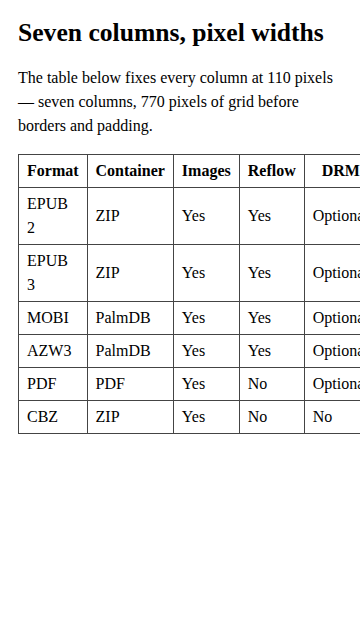 Seven columns, pixel widths
The table below fixes every column at 110 pixels
— seven columns, 770 pixels of grid before
borders and padding.
Format Container Images Reflow DRM
EPUB 2 ZIP Yes Yes Optiona
EPUB 3 ZIP Yes Yes Optiona
MOBI PalmDB Yes Yes Optiona
AZW3 PalmDB Yes Yes Optiona
PDF PDF Yes No Optiona
CBZ ZIP Yes No No